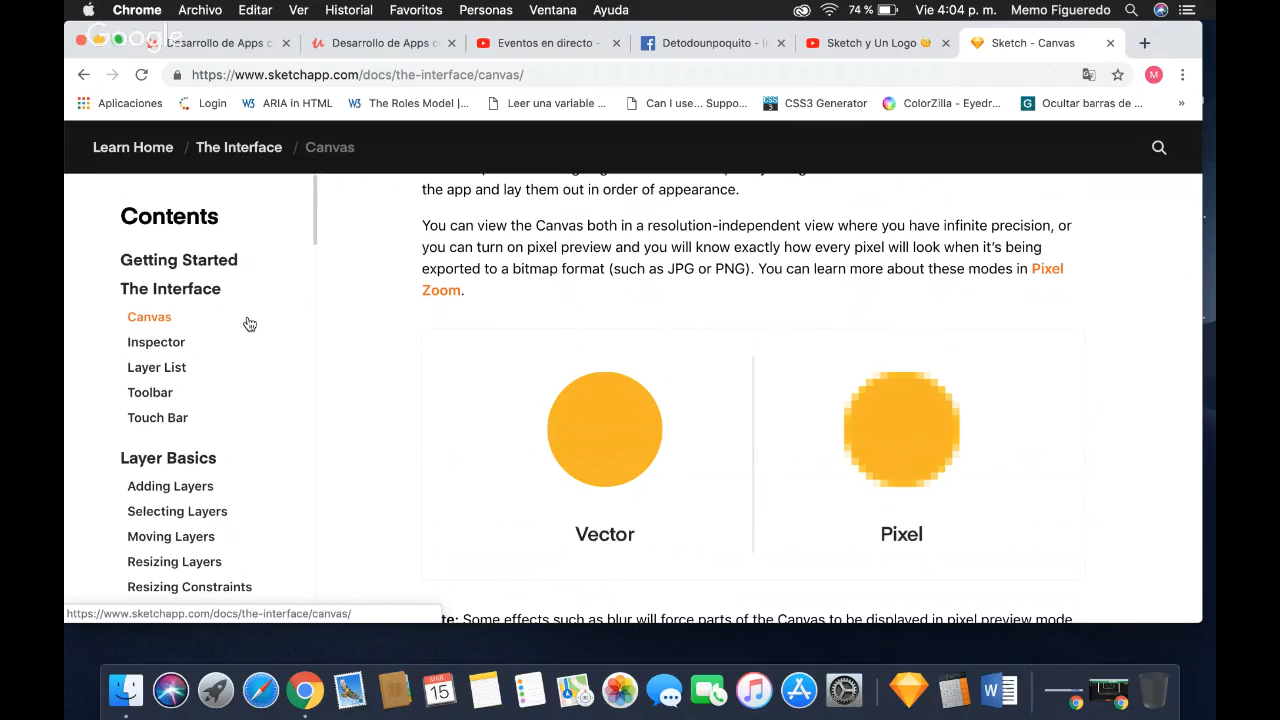 Chrome Archivo Editar Ver Historial Favoritos Personas Ventana Ayuda 74 % Vie 4:04 p. m. Memo Figueredo
Google
Desarrollo de Apps c Desarrollo de Apps c Eventos en directo - Detodounpoquito - I Sketch y Un Logo Sketch - Canvas
https://www.sketchapp.com/docs/the-interface/canvas/ M
Aplicaciones Login ARIA in HTML The Roles Model |... Leer una variable ... Can I use... Suppo... CSS3 Generator ColorZilla - Eyedr... Ocultar barras de ... »
Learn Home / The Interface / Canvas
the app and lay them out in order of appearance.
Contents
You can view the Canvas both in a resolution-independent view where you have infinite precision, or
you can turn on pixel preview and you will know exactly how every pixel will look when it's being
exported to a bitmap format (such as JPG or PNG). You can learn more about these modes in Pixel
Zoom.
Getting Started
The Interface
Canvas
Inspector
Layer List
Toolbar
Touch Bar
Layer Basics
Adding Layers
Selecting Layers
Moving Layers
Resizing Layers
Resizing Constraints
Vector Pixel
https://www.sketchapp.com/docs/the-interface/canvas/
te: Some effects such as blur will force parts of the Canvas to be displayed in pixel preview mode
MAR
15